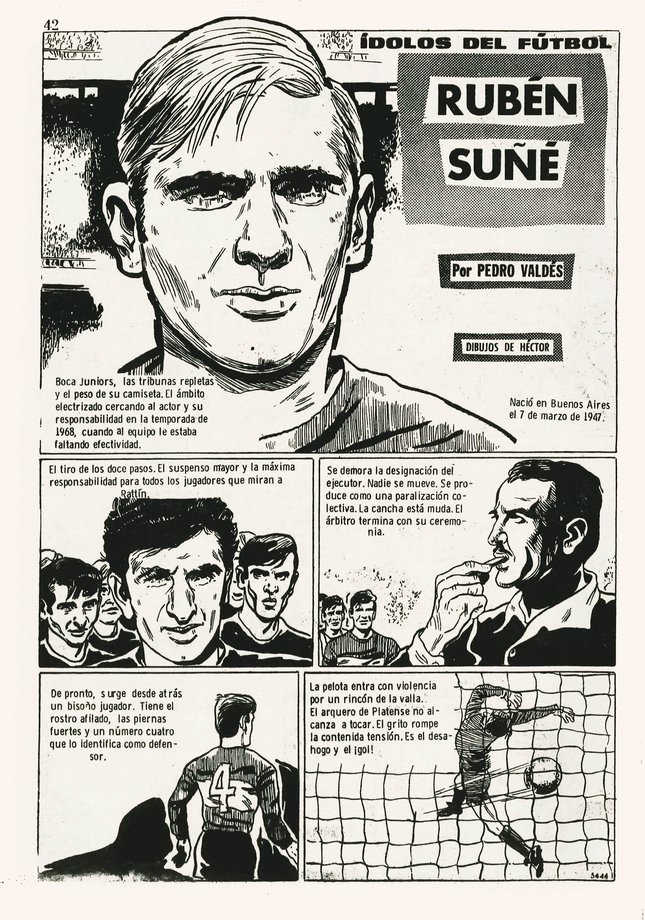 42
ÍDOLOS DEL FÚTBOL
RUBÉN
SUÑÉ
Por PEDRO VALDÉS
DIBUJOS DE HÉCTOR
Boca Juniors, las tribunas repletas
y el peso de su camiseta. El ámbito
electrizado cercando al actor y su
responsabilidad en la temporada de
1968, cuando al equipo le estaba
faltando efectividad.
Nació en Buenos Aires
el 7 de marzo de 1947.
El tiro de los doce pasos. El suspenso mayor y la máxima
responsabilidad para todos los jugadores que miran a
Rattín.
Se demora la designación del
ejecutor. Nadie se mueve. Se pro-
duce como una paralización co-
lectiva. La cancha está muda. El
árbitro termina con su ceremo-
nia.
De pronto, surge desde atrás
un bisoño jugador. Tiene el
rostro afilado, las piernas
fuertes y un número cuatro
que lo identifica como defen-
sor.
4
La pelota entra con violencia
por un rincón de la valla.
El arquero de Platense no al-
canza a tocar. El grito rompe
la contenida tensión. Es el desa-
hogo y el ¡gol!
5444